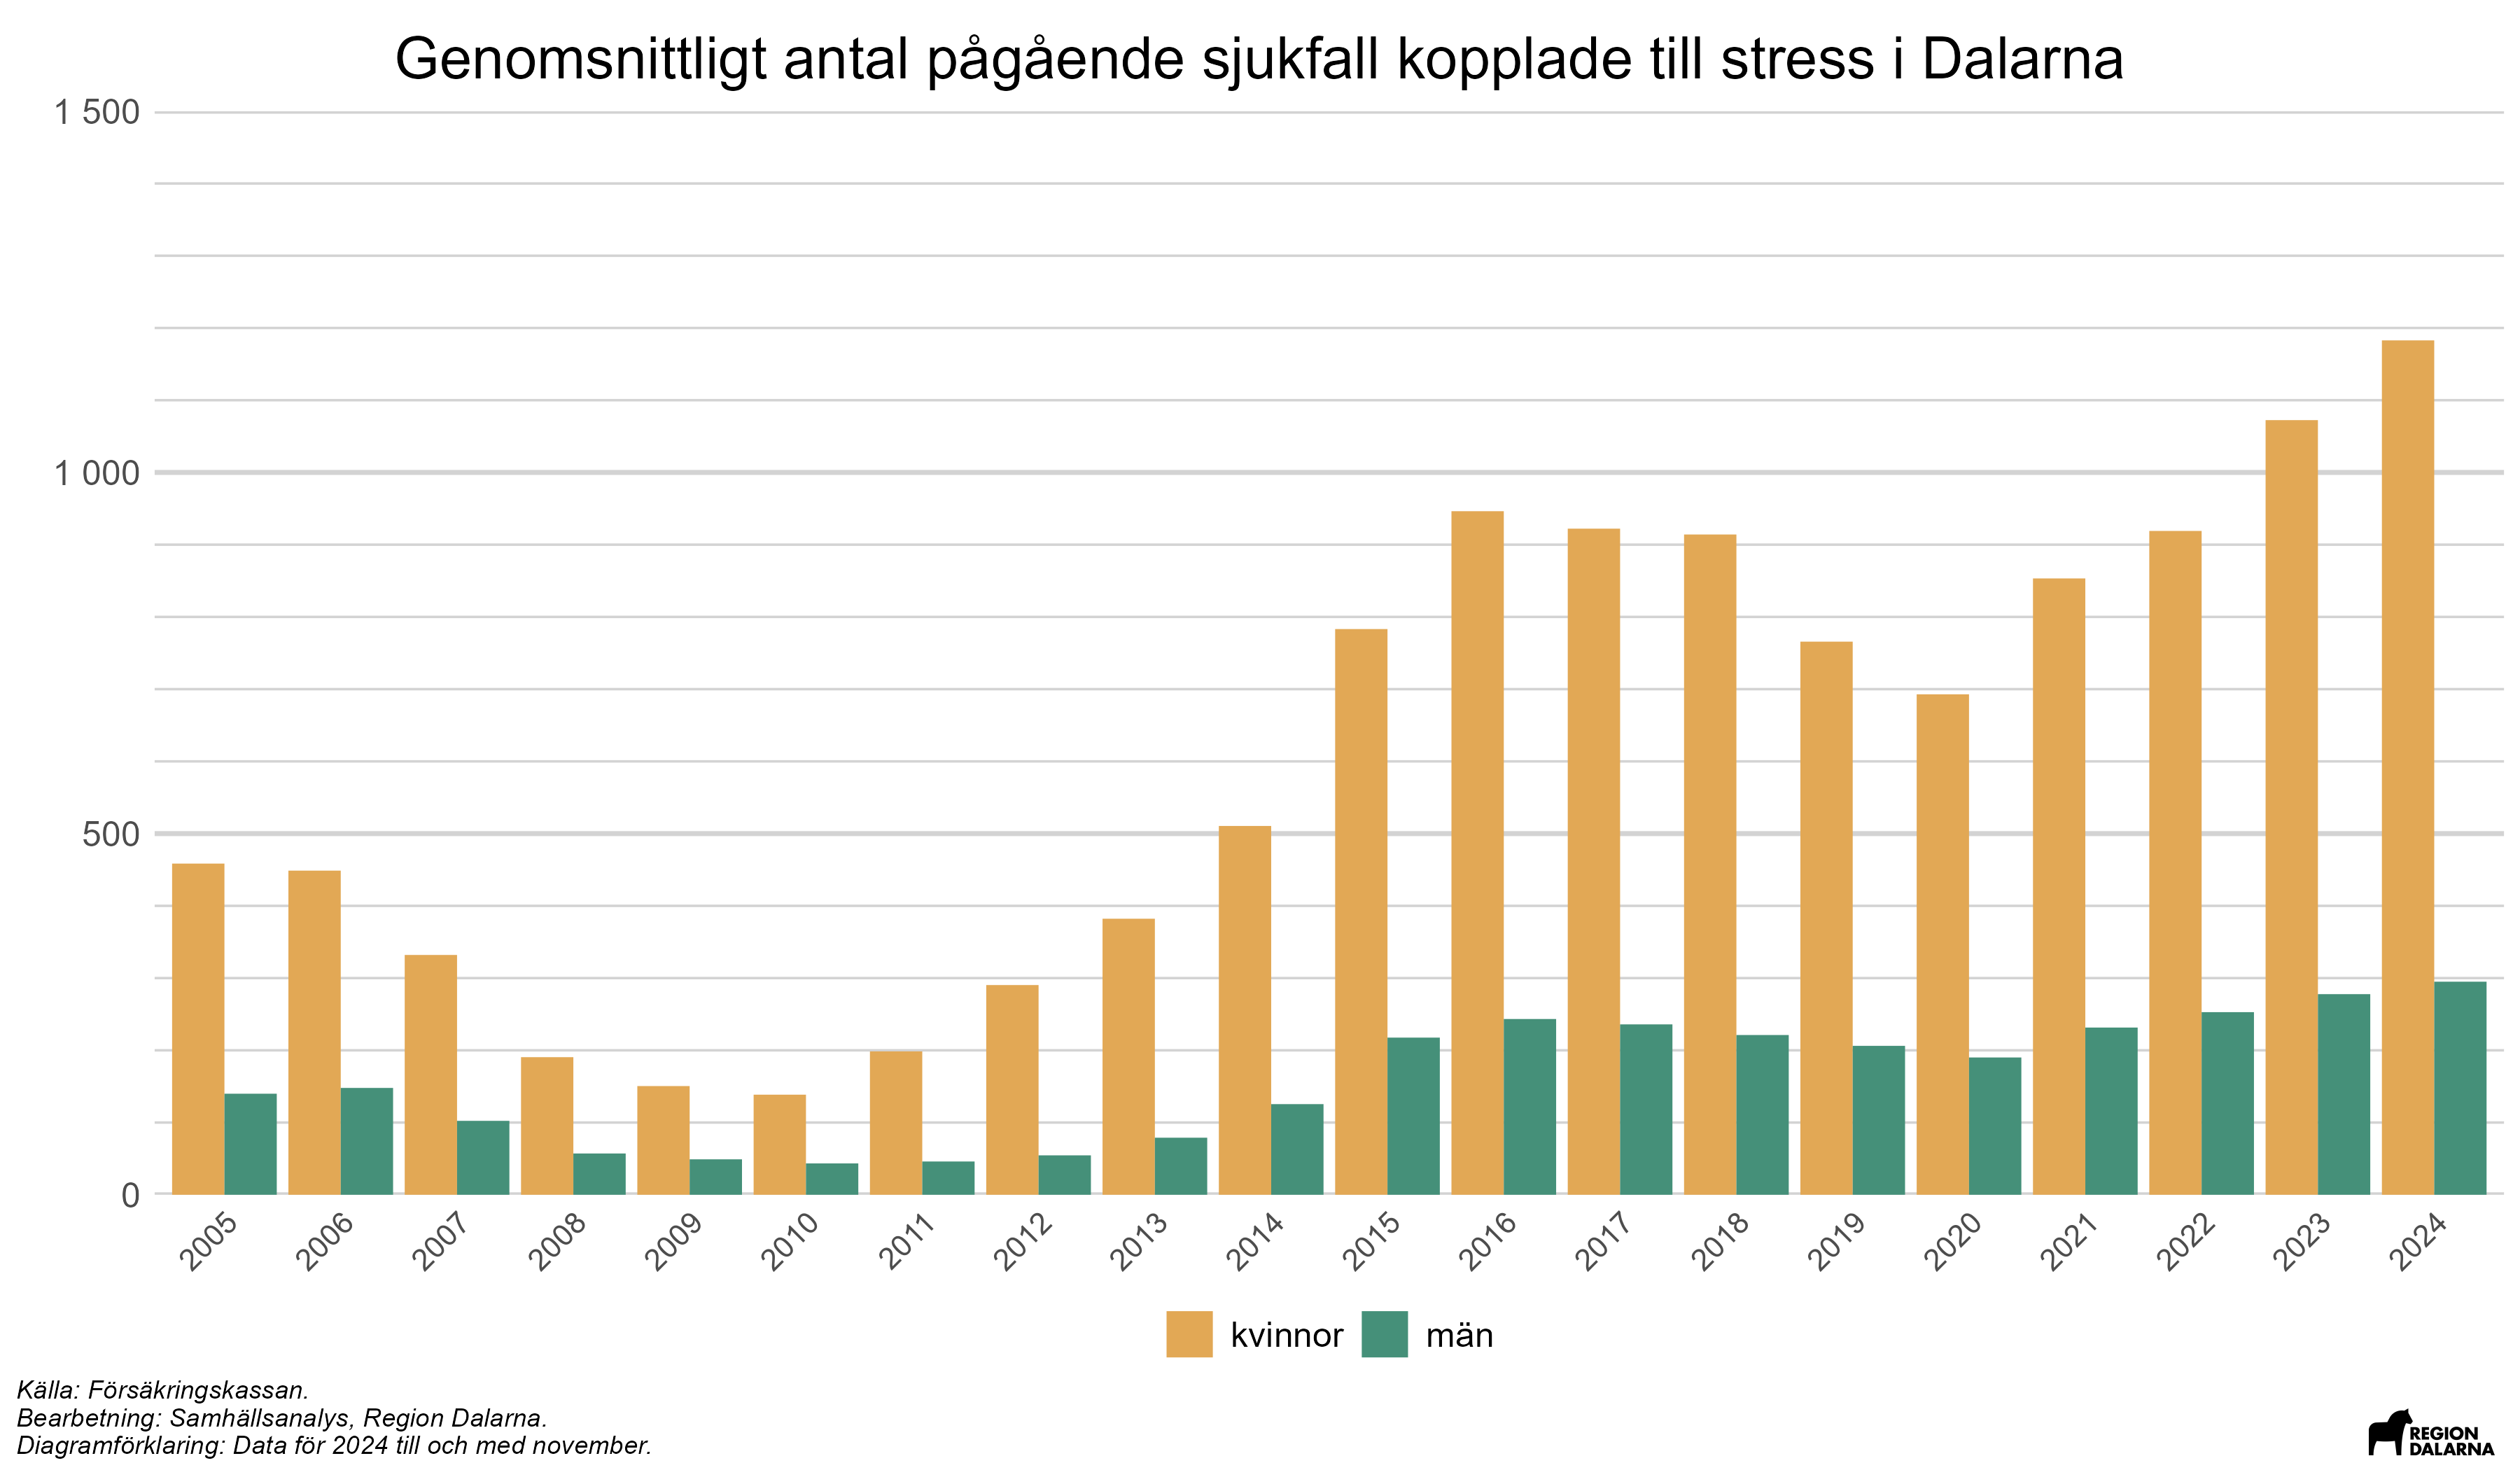 Genomsnittligt antal pågående sjukfall kopplade till stress i Dalarna
1 500
1 000
500
0
2005 2006 2007 2008 2009 2010 2011 2012 2013 2014 2015 2016 2017 2018 2019 2020 2021 2022 2023 2024
kvinnor män
Källa: Försäkringskassan.
Bearbetning: Samhällsanalys, Region Dalarna.
Diagramförklaring: Data för 2024 till och med november.
REGION
DALARNA